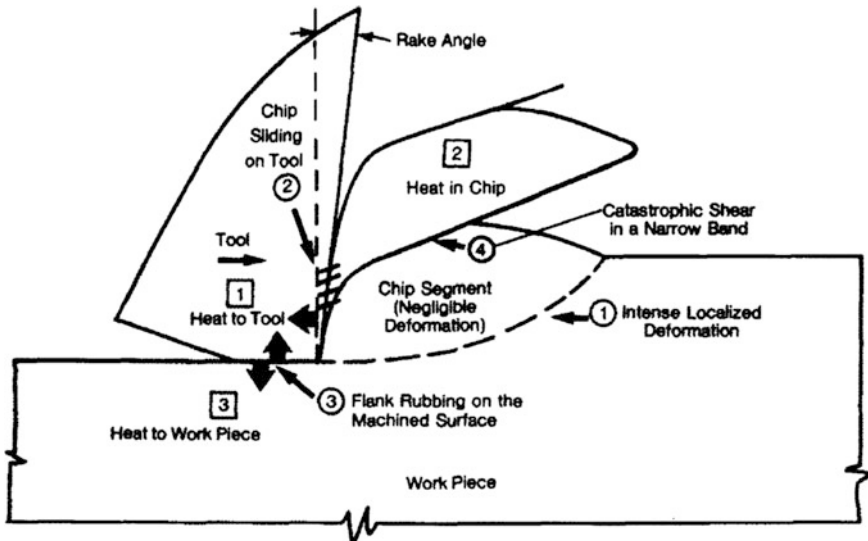 Rake Angle
Chip
Sliding
on Tool
2
2
Heat in Chip
Catastrophic Shear
in a Narrow Band
4
Tool
1
Heat to Tool
Chip Segment
(Negligible
Deformation)
1 Intense Localized
Deformation
3
Heat to Work Piece
3 Flank Rubbing on the
Machined Surface
Work Piece